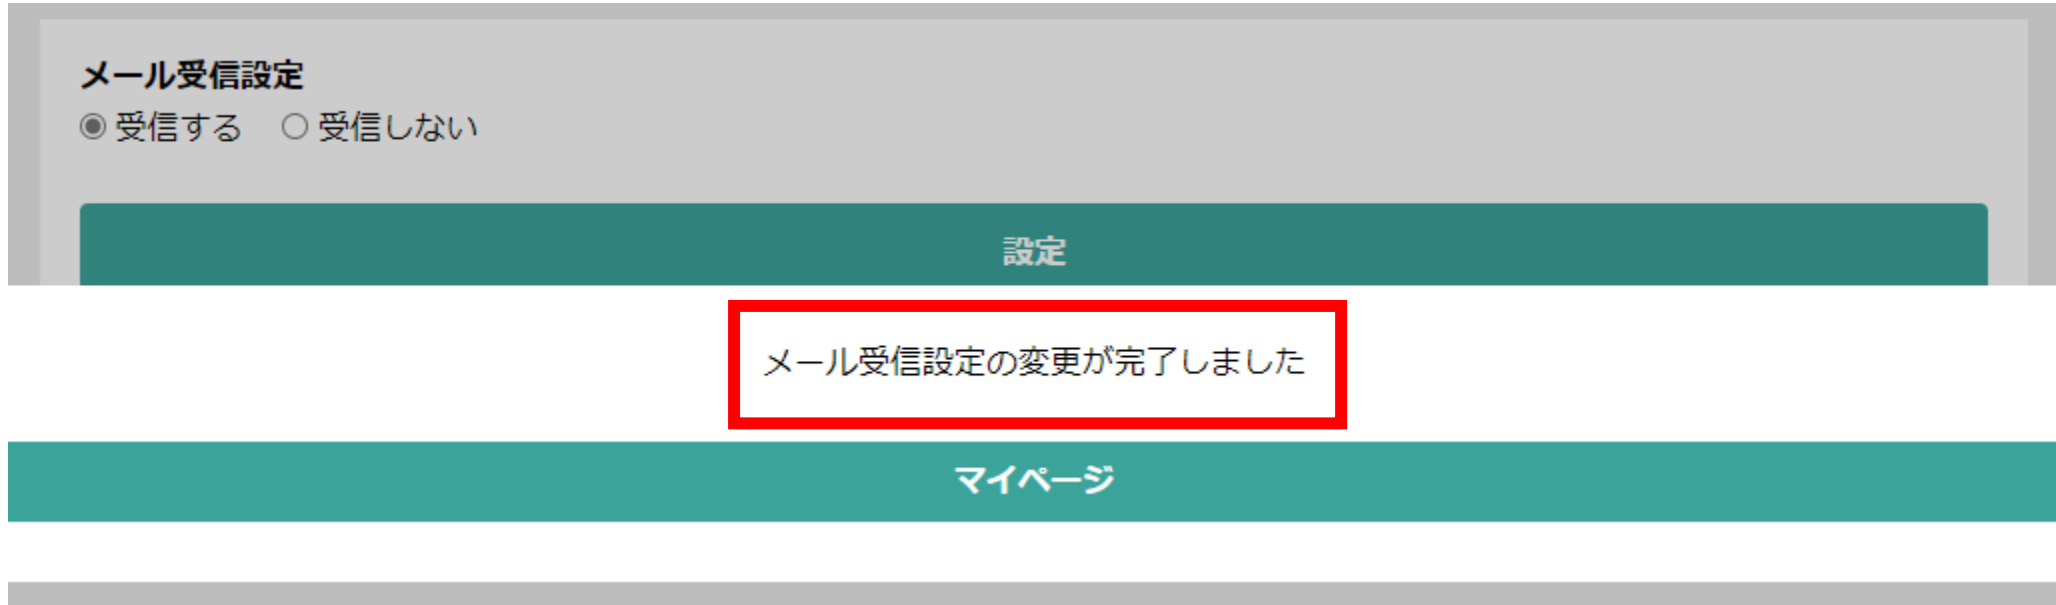 メール受信設定
受信する 受信しない
設定
メール受信設定の変更が完了しました
マイページ